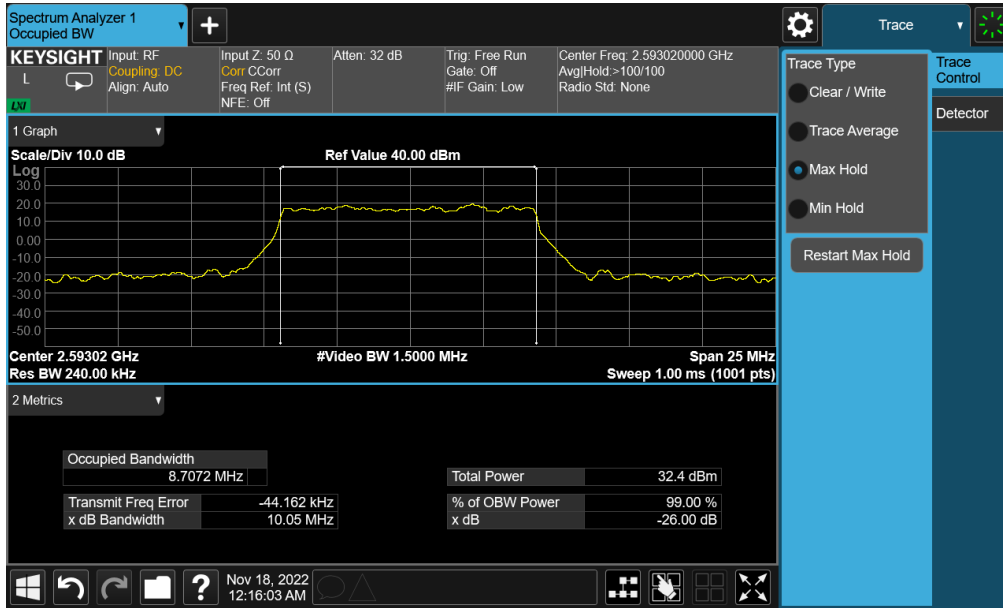 Spectrum Analyzer 1
Occupied BW
Trace
KEYSIGHT
L
LXI
Input: RF
Coupling: DC
Align: Auto
Input Z: 50 Ω
Corr CCorr
Freq Ref: Int (S)
NFE: Off
Atten: 32 dB
Trig: Free Run
Gate: Off
#IF Gain: Low
Center Freq: 2.593020000 GHz
Avg|Hold:>100/100
Radio Std: None
Trace Type
Clear / Write
Trace Average
Max Hold
Min Hold
Restart Max Hold
Trace
Control
Detector
1 Graph
Scale/Div 10.0 dB
Ref Value 40.00 dBm
Log
30.0
20.0
10.0
0.00
-10.0
-20.0
-30.0
-40.0
-50.0
Center 2.59302 GHz
#Video BW 1.5000 MHz
Span 25 MHz
Res BW 240.00 kHz
Sweep 1.00 ms (1001 pts)
2 Metrics
Occupied Bandwidth
8.7072 MHz
Total Power 32.4 dBm
Transmit Freq Error -44.162 kHz
% of OBW Power 99.00 %
x dB Bandwidth 10.05 MHz
x dB -26.00 dB
?
Nov 18, 2022
12:16:03 AM